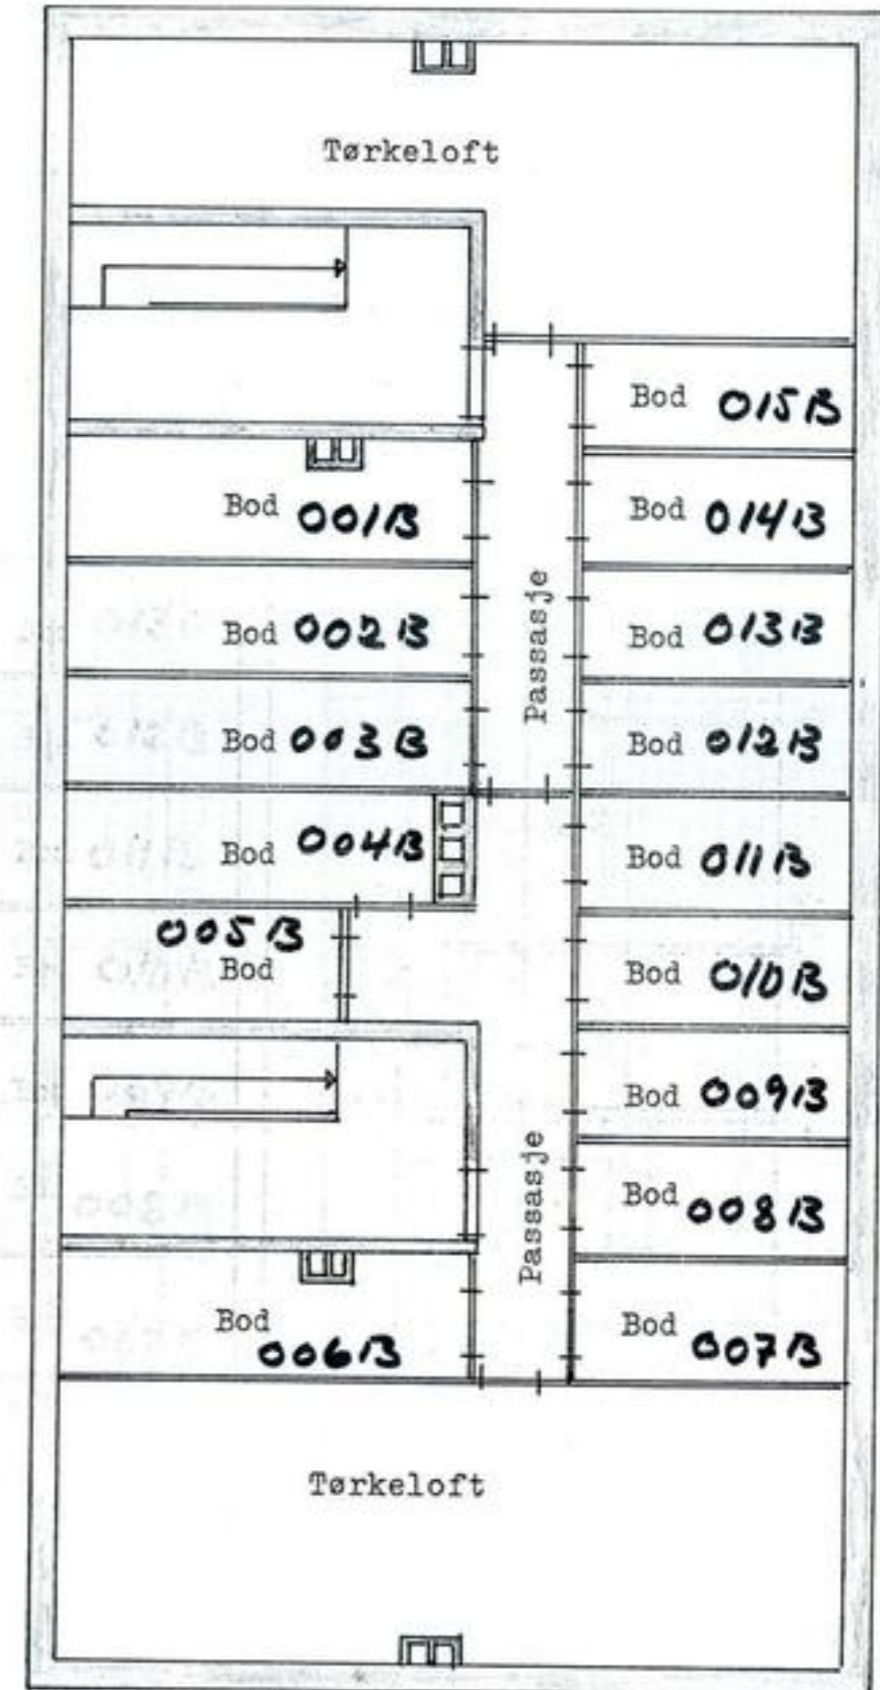 Tørkeloft
Bod 015B
Bod 001B
Bod 014B
Passasje
Bod 002B
Bod 013B
Bod 003B
Bod 012B
Bod 004B
Bod 011B
005B
Bod
Bod 010B
Bod 009B
Passasje
Bod 008B
Bod
006B
Bod 007B
Tørkeloft